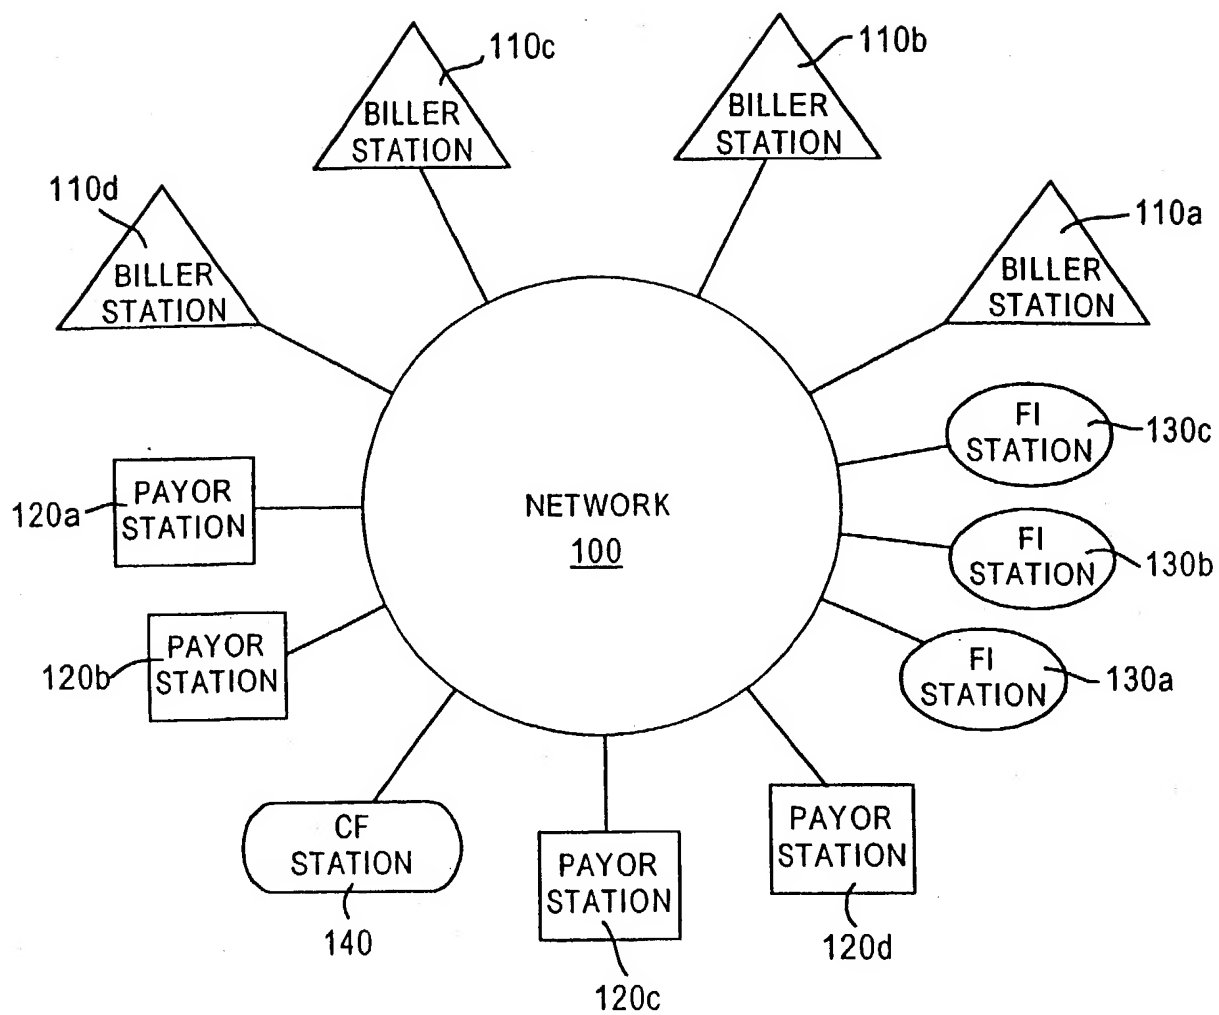 110c
BILLER
STATION
110b
BILLER
STATION
110d
BILLER
STATION
110a
BILLER
STATION
FI
STATION
130c
PAYOR
STATION
120a
NETWORK
100
FI
STATION
130b
PAYOR
STATION
120b
FI
STATION
130a
CF
STATION
140
PAYOR
STATION
120c
PAYOR
STATION
120d